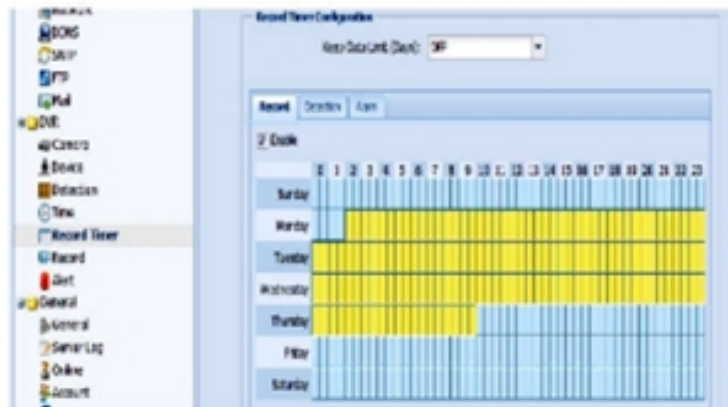 DDNS
SNTP
FTP
Mail
DVR
Camera
Device
Detection
Time
Record Timer
Record
Alert
General
General
Server Log
Online
Account
Record Timer Configuration
Keep Data Limit (Days): OFF
Record Detection Alarm
Enable
0 1 2 3 4 5 6 7 8 9 10 11 12 13 14 15 16 17 18 19 20 21 22 23
Sunday
Monday
Tuesday
Wednesday
Thursday
Friday
Saturday